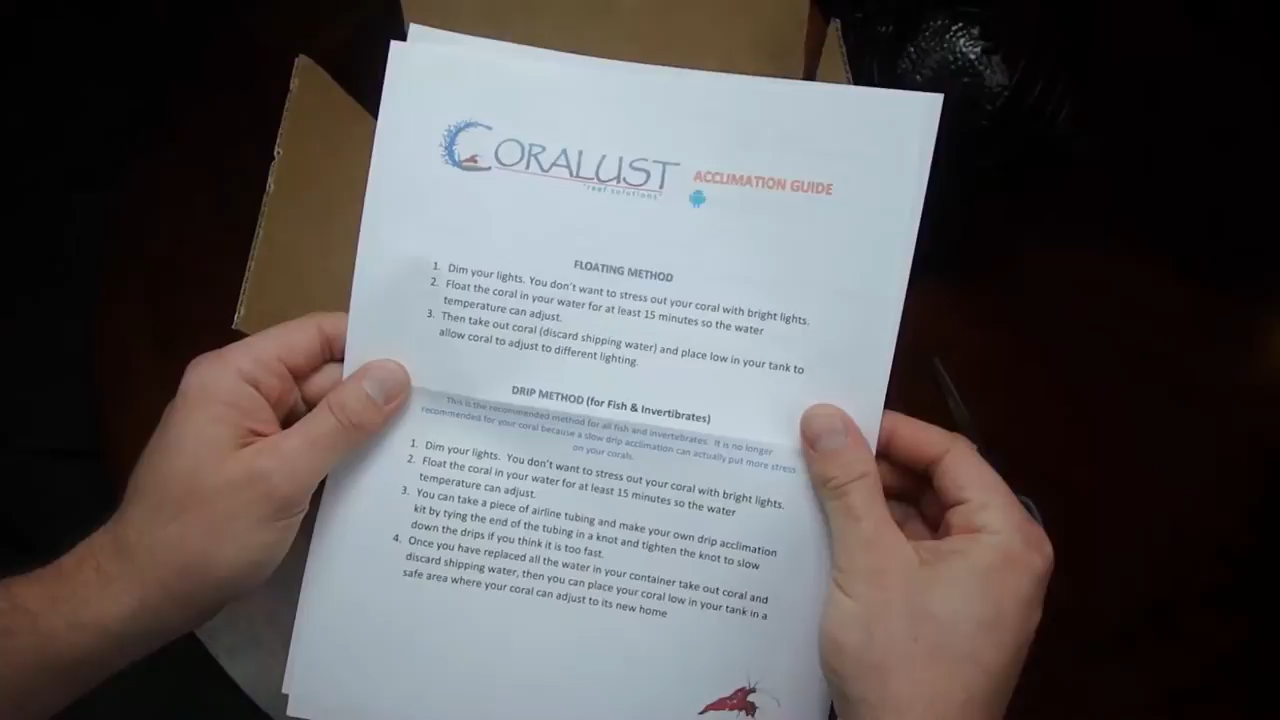 CORALUST
"reef solutions"
ACCLIMATION GUIDE
FLOATING METHOD
1. Dim your lights. You don't want to stress out your coral with bright lights.
2. Float the coral in your water for at least 15 minutes so the water
temperature can adjust.
3. Then take out coral (discard shipping water) and place low in your tank to
allow coral to adjust to different lighting.
DRIP METHOD (for Fish & Invertibrates)
This is the recommended method for all fish and invertebrates. It is no longer
recommended for your coral because a slow drip acclimation can actually put more stress
on your corals.
1. Dim your lights. You don't want to stress out your coral with bright lights.
2. Float the coral in your water for at least 15 minutes so the water
temperature can adjust.
3. You can take a piece of airline tubing and make your own drip acclimation
kit by tying the end of the tubing in a knot and tighten the knot to slow
down the drips if you think it is too fast.
4. Once you have replaced all the water in your container take out coral and
discard shipping water, then you can place your coral low in your tank in a
safe area where your coral can adjust to its new home